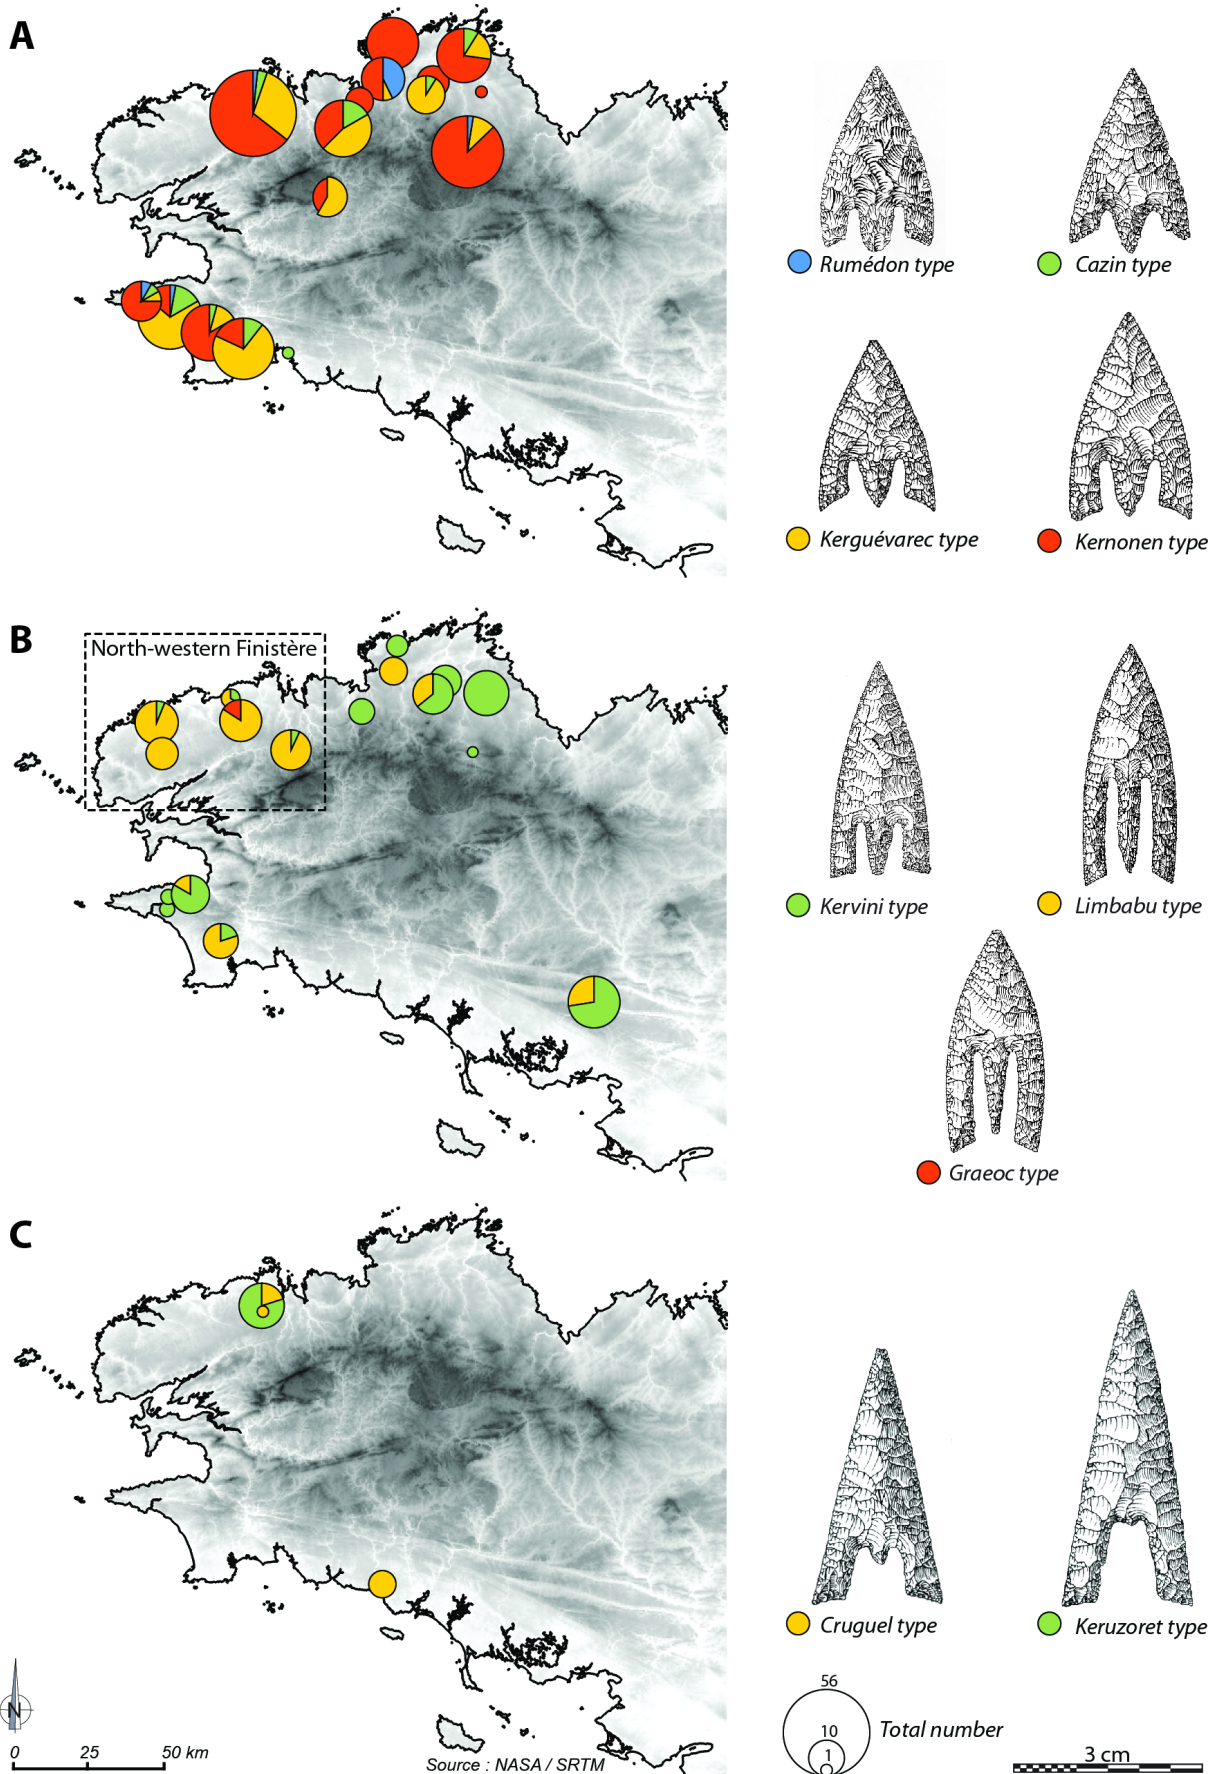 A
Rumédon type
Cazin type
Kerguévarec type
Kernonen type
B
North-western Finistère
Kervini type
Limbabu type
Graeoc type
C
Cruguel type
Keruzoret type
56
10
1
Total number
N
0 25 50 km
Source : NASA / SRTM
3 cm